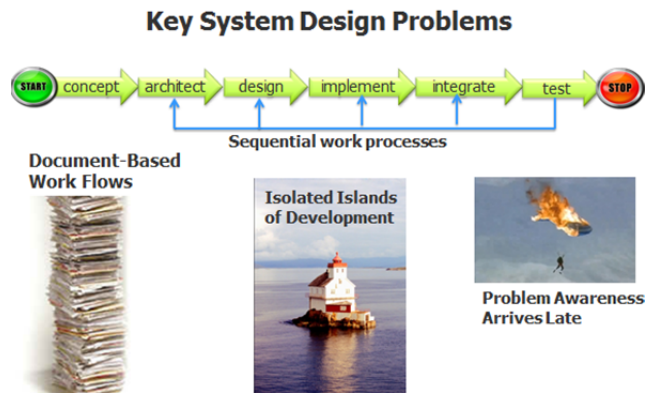 Key System Design Problems
START concept architect design implement integrate test STOP
Sequential work processes
Document-Based
Work Flows
Isolated Islands
of Development
Problem Awareness
Arrives Late